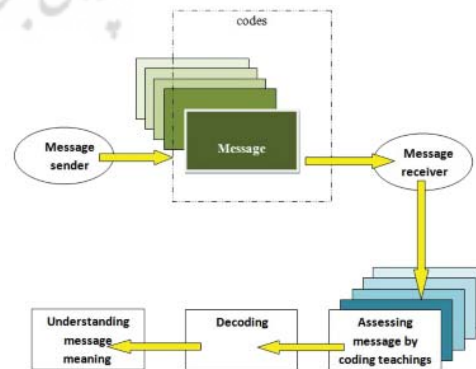 codes
Message
sender
Message
Message
receiver
Assessing
message by
coding teachings
Decoding
Understanding
message
meaning